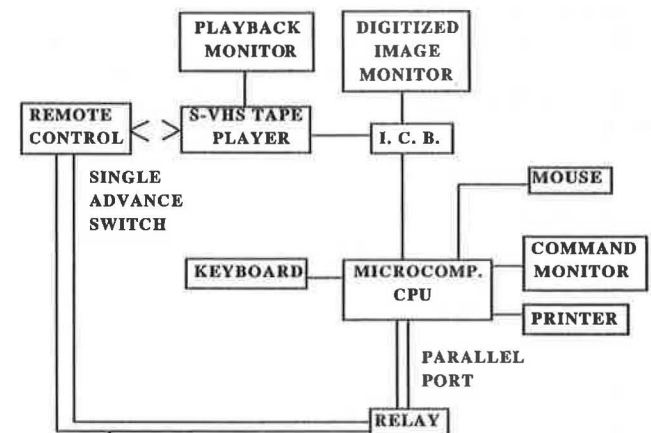 PLAYBACK
MONITOR
DIGITIZED
IMAGE
MONITOR
REMOTE
CONTROL
S-VHS TAPE
PLAYER
I. C. B.
SINGLE
ADVANCE
SWITCH
MOUSE
KEYBOARD
MICROCOMP.
CPU
COMMAND
MONITOR
PRINTER
PARALLEL
PORT
RELAY